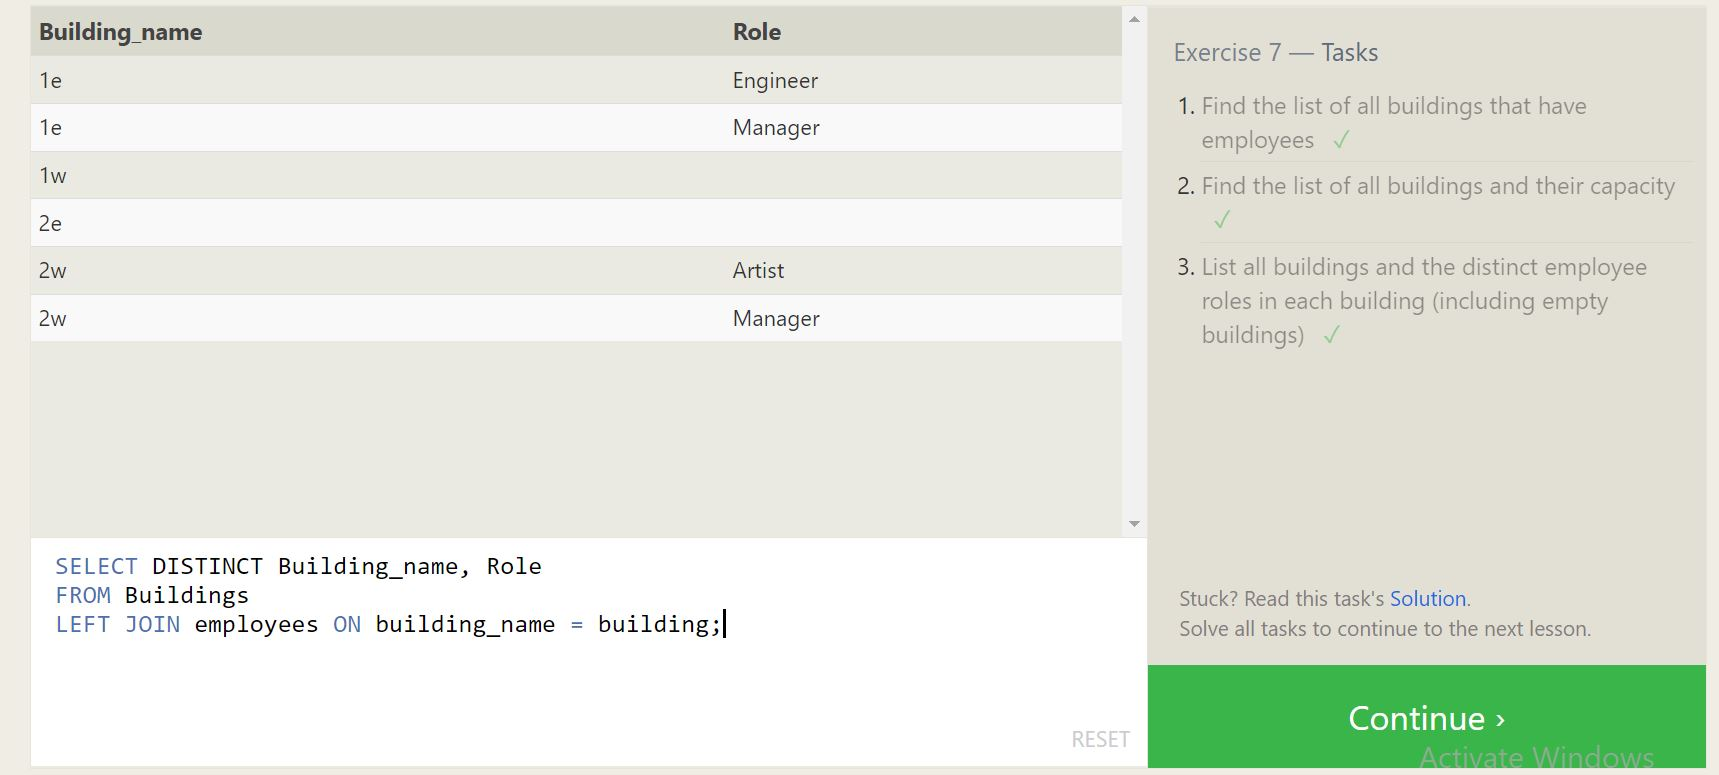 Building_name Role
1e Engineer
1e Manager
1w
2e
2w Artist
2w Manager
SELECT DISTINCT Building_name, Role
FROM Buildings
LEFT JOIN employees ON building_name = building;
RESET
Exercise 7 — Tasks
1. Find the list of all buildings that have
employees ✓
2. Find the list of all buildings and their capacity
✓
3. List all buildings and the distinct employee
roles in each building (including empty
buildings) ✓
Stuck? Read this task's Solution.
Solve all tasks to continue to the next lesson.
Continue ›
Activate Windows